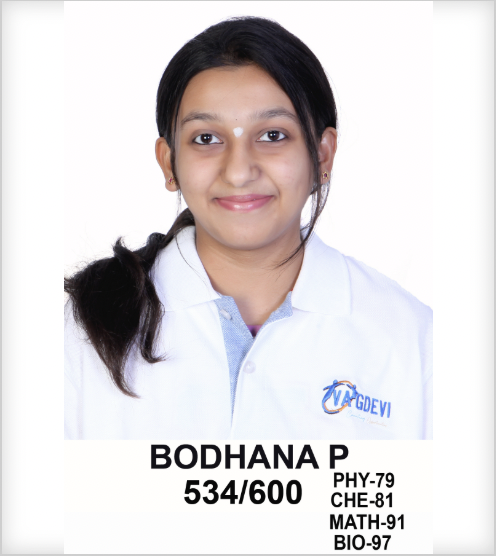 VAGDEVI
BODHANA P
534/600
PHY-79
CHE-81
MATH-91
BIO-97